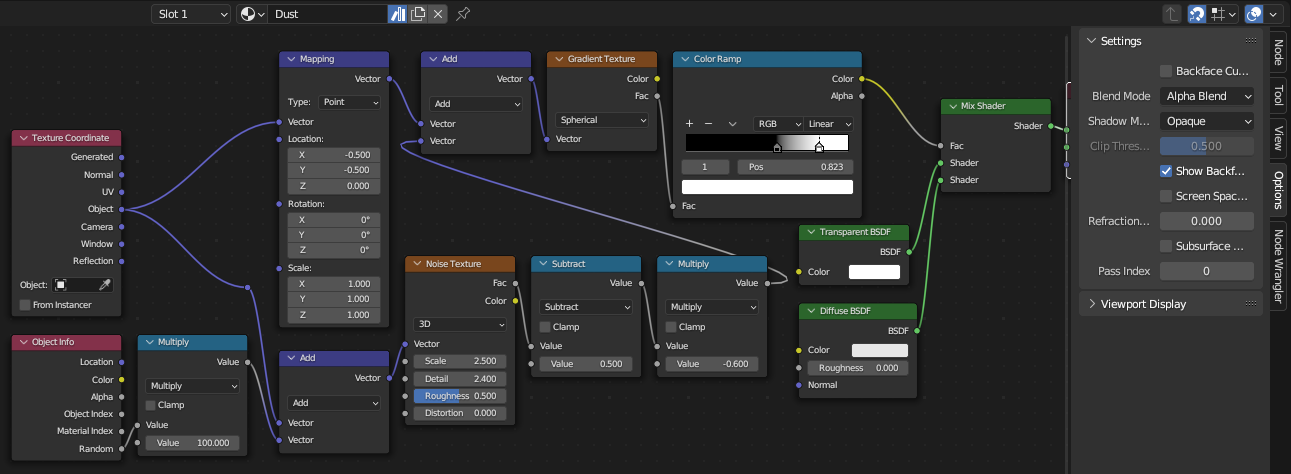 Slot 1
Dust
Texture Coordinate
Generated
Normal
UV
Object
Camera
Window
Reflection
Object:
From Instancer
Object Info
Location
Color
Alpha
Object Index
Material Index
Random
Multiply
Value
Multiply
Clamp
Value
Value 100.000
Mapping
Vector
Type: Point
Vector
Location:
X -0.500
Y -0.500
Z 0.000
Rotation:
X 0°
Y 0°
Z 0°
Scale:
X 1.000
Y 1.000
Z 1.000
Add
Vector
Add
Vector
Vector
Add
Vector
Add
Vector
Vector
Noise Texture
Fac
Color
3D
Vector
Scale 2.500
Detail 2.400
Roughness 0.500
Distortion 0.000
Gradient Texture
Color
Fac
Spherical
Vector
Subtract
Value
Subtract
Clamp
Value
Value 0.500
Multiply
Value
Multiply
Clamp
Value
Value -0.600
Color Ramp
Color
Alpha
RGB Linear
1 Pos 0.823
Fac
Transparent BSDF
BSDF
Color
Diffuse BSDF
BSDF
Color
Roughness 0.000
Normal
Mix Shader
Shader
Fac
Shader
Shader
Settings
Backface Cu...
Blend Mode Alpha Blend
Shadow M... Opaque
Clip Thres... 0.500
Show Backf...
Screen Spac...
Refraction... 0.000
Subsurface ...
Pass Index 0
Viewport Display
Node
Tool
View
Options
Node Wrangler